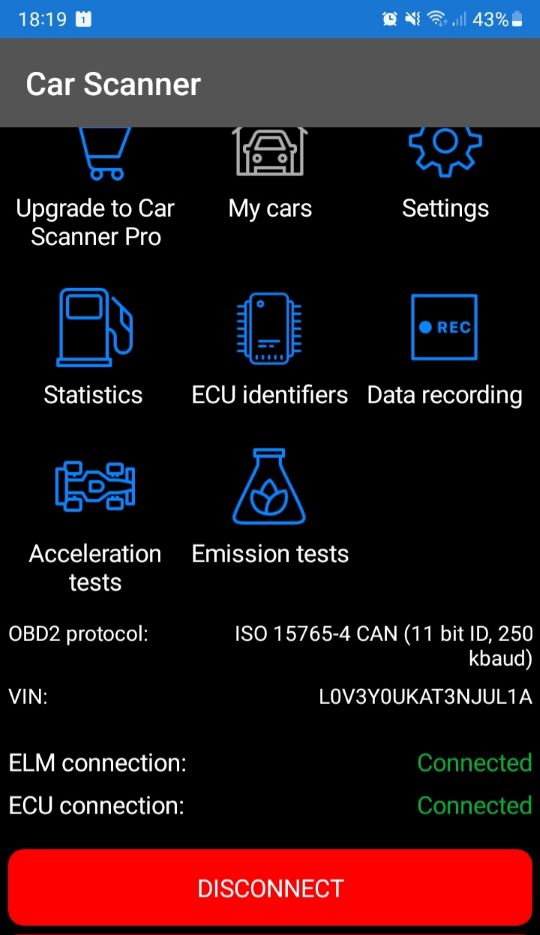 18:19 1 43%
Car Scanner
Upgrade to Car
Scanner Pro
My cars
Settings
Statistics
ECU identifiers
REC
Data recording
Acceleration
tests
Emission tests
OBD2 protocol: ISO 15765-4 CAN (11 bit ID, 250
kbaud)
VIN: L0V3Y0UKAT3NJUL1A
ELM connection: Connected
ECU connection: Connected
DISCONNECT